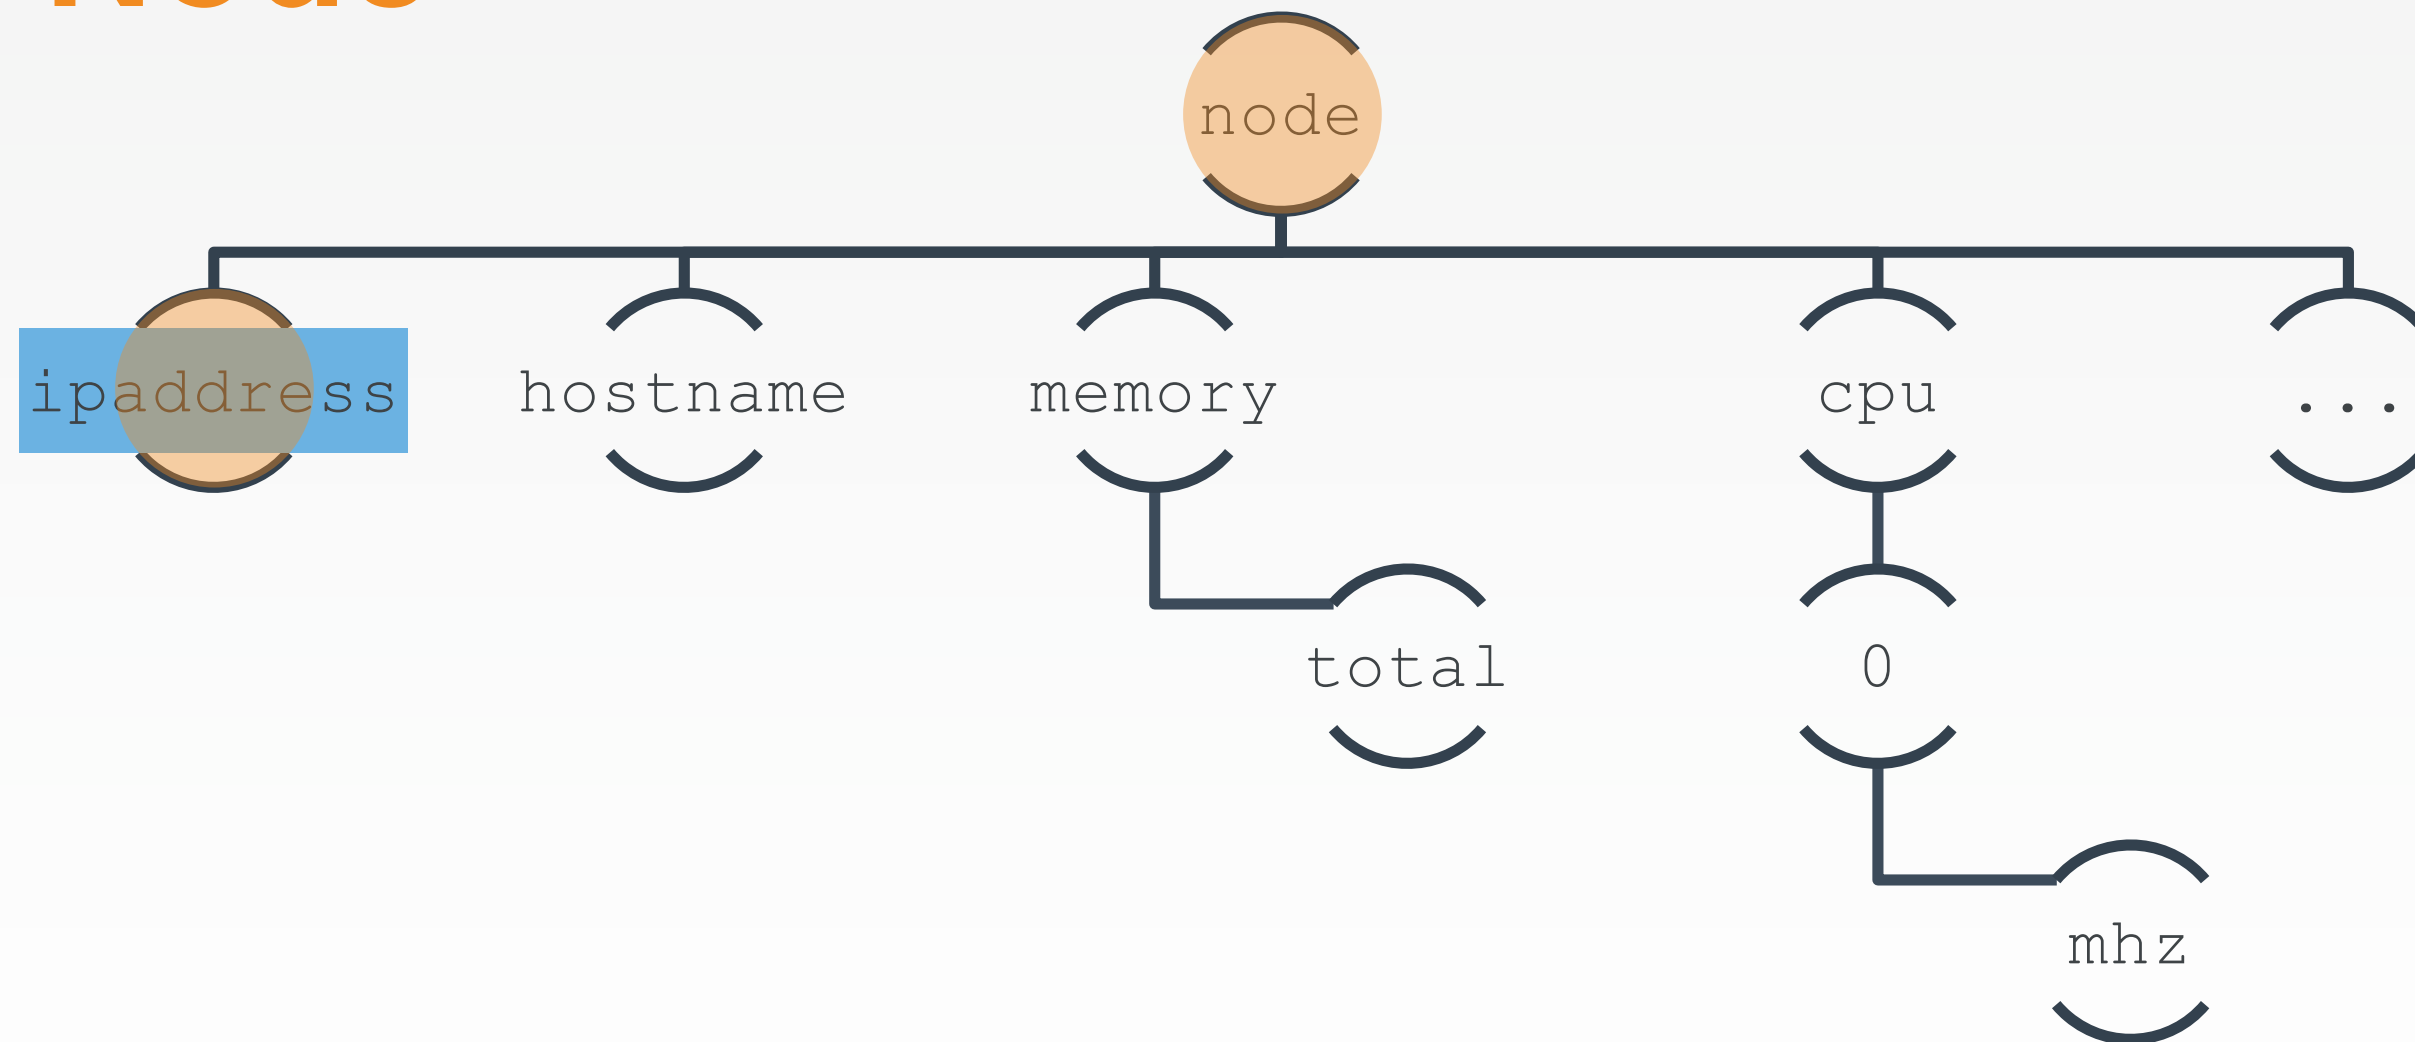 node
ipaddress hostname memory cpu ...
total 0
mhz